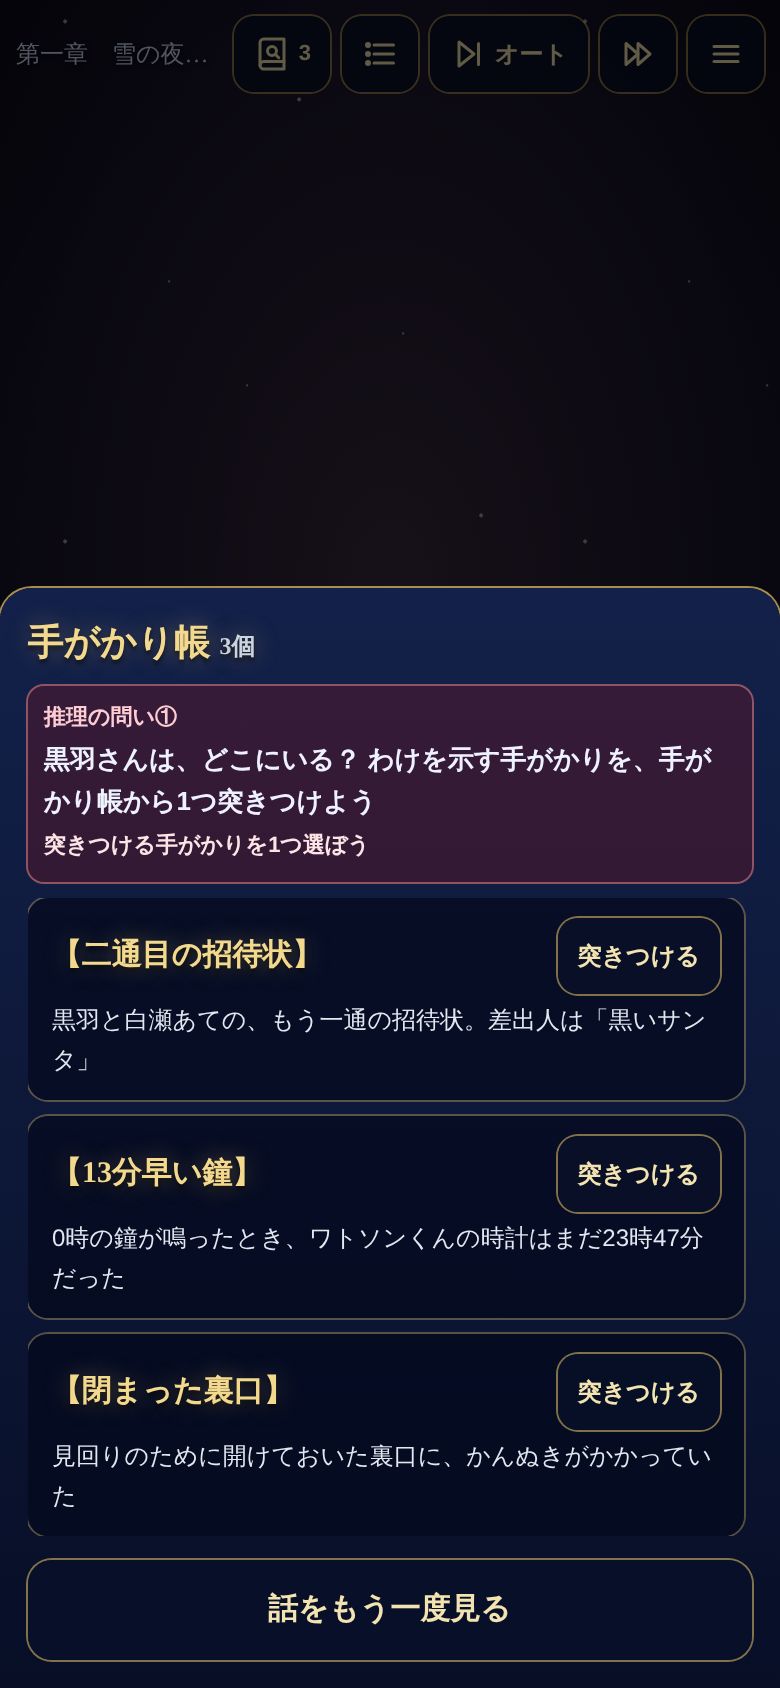 第一章　雪の夜…
3
オート
手がかり帳 3個
推理の問い①
黒羽さんは、どこにいる？ わけを示す手がかりを、手が
かり帳から1つ突きつけよう
突きつける手がかりを1つ選ぼう
【二通目の招待状】
突きつける
黒羽と白瀬あての、もう一通の招待状。差出人は「黒いサン
タ」
【13分早い鐘】
突きつける
0時の鐘が鳴ったとき、ワトソンくんの時計はまだ23時47分
だった
【閉まった裏口】
突きつける
見回りのために開けておいた裏口に、かんぬきがかかってい
た
話をもう一度見る